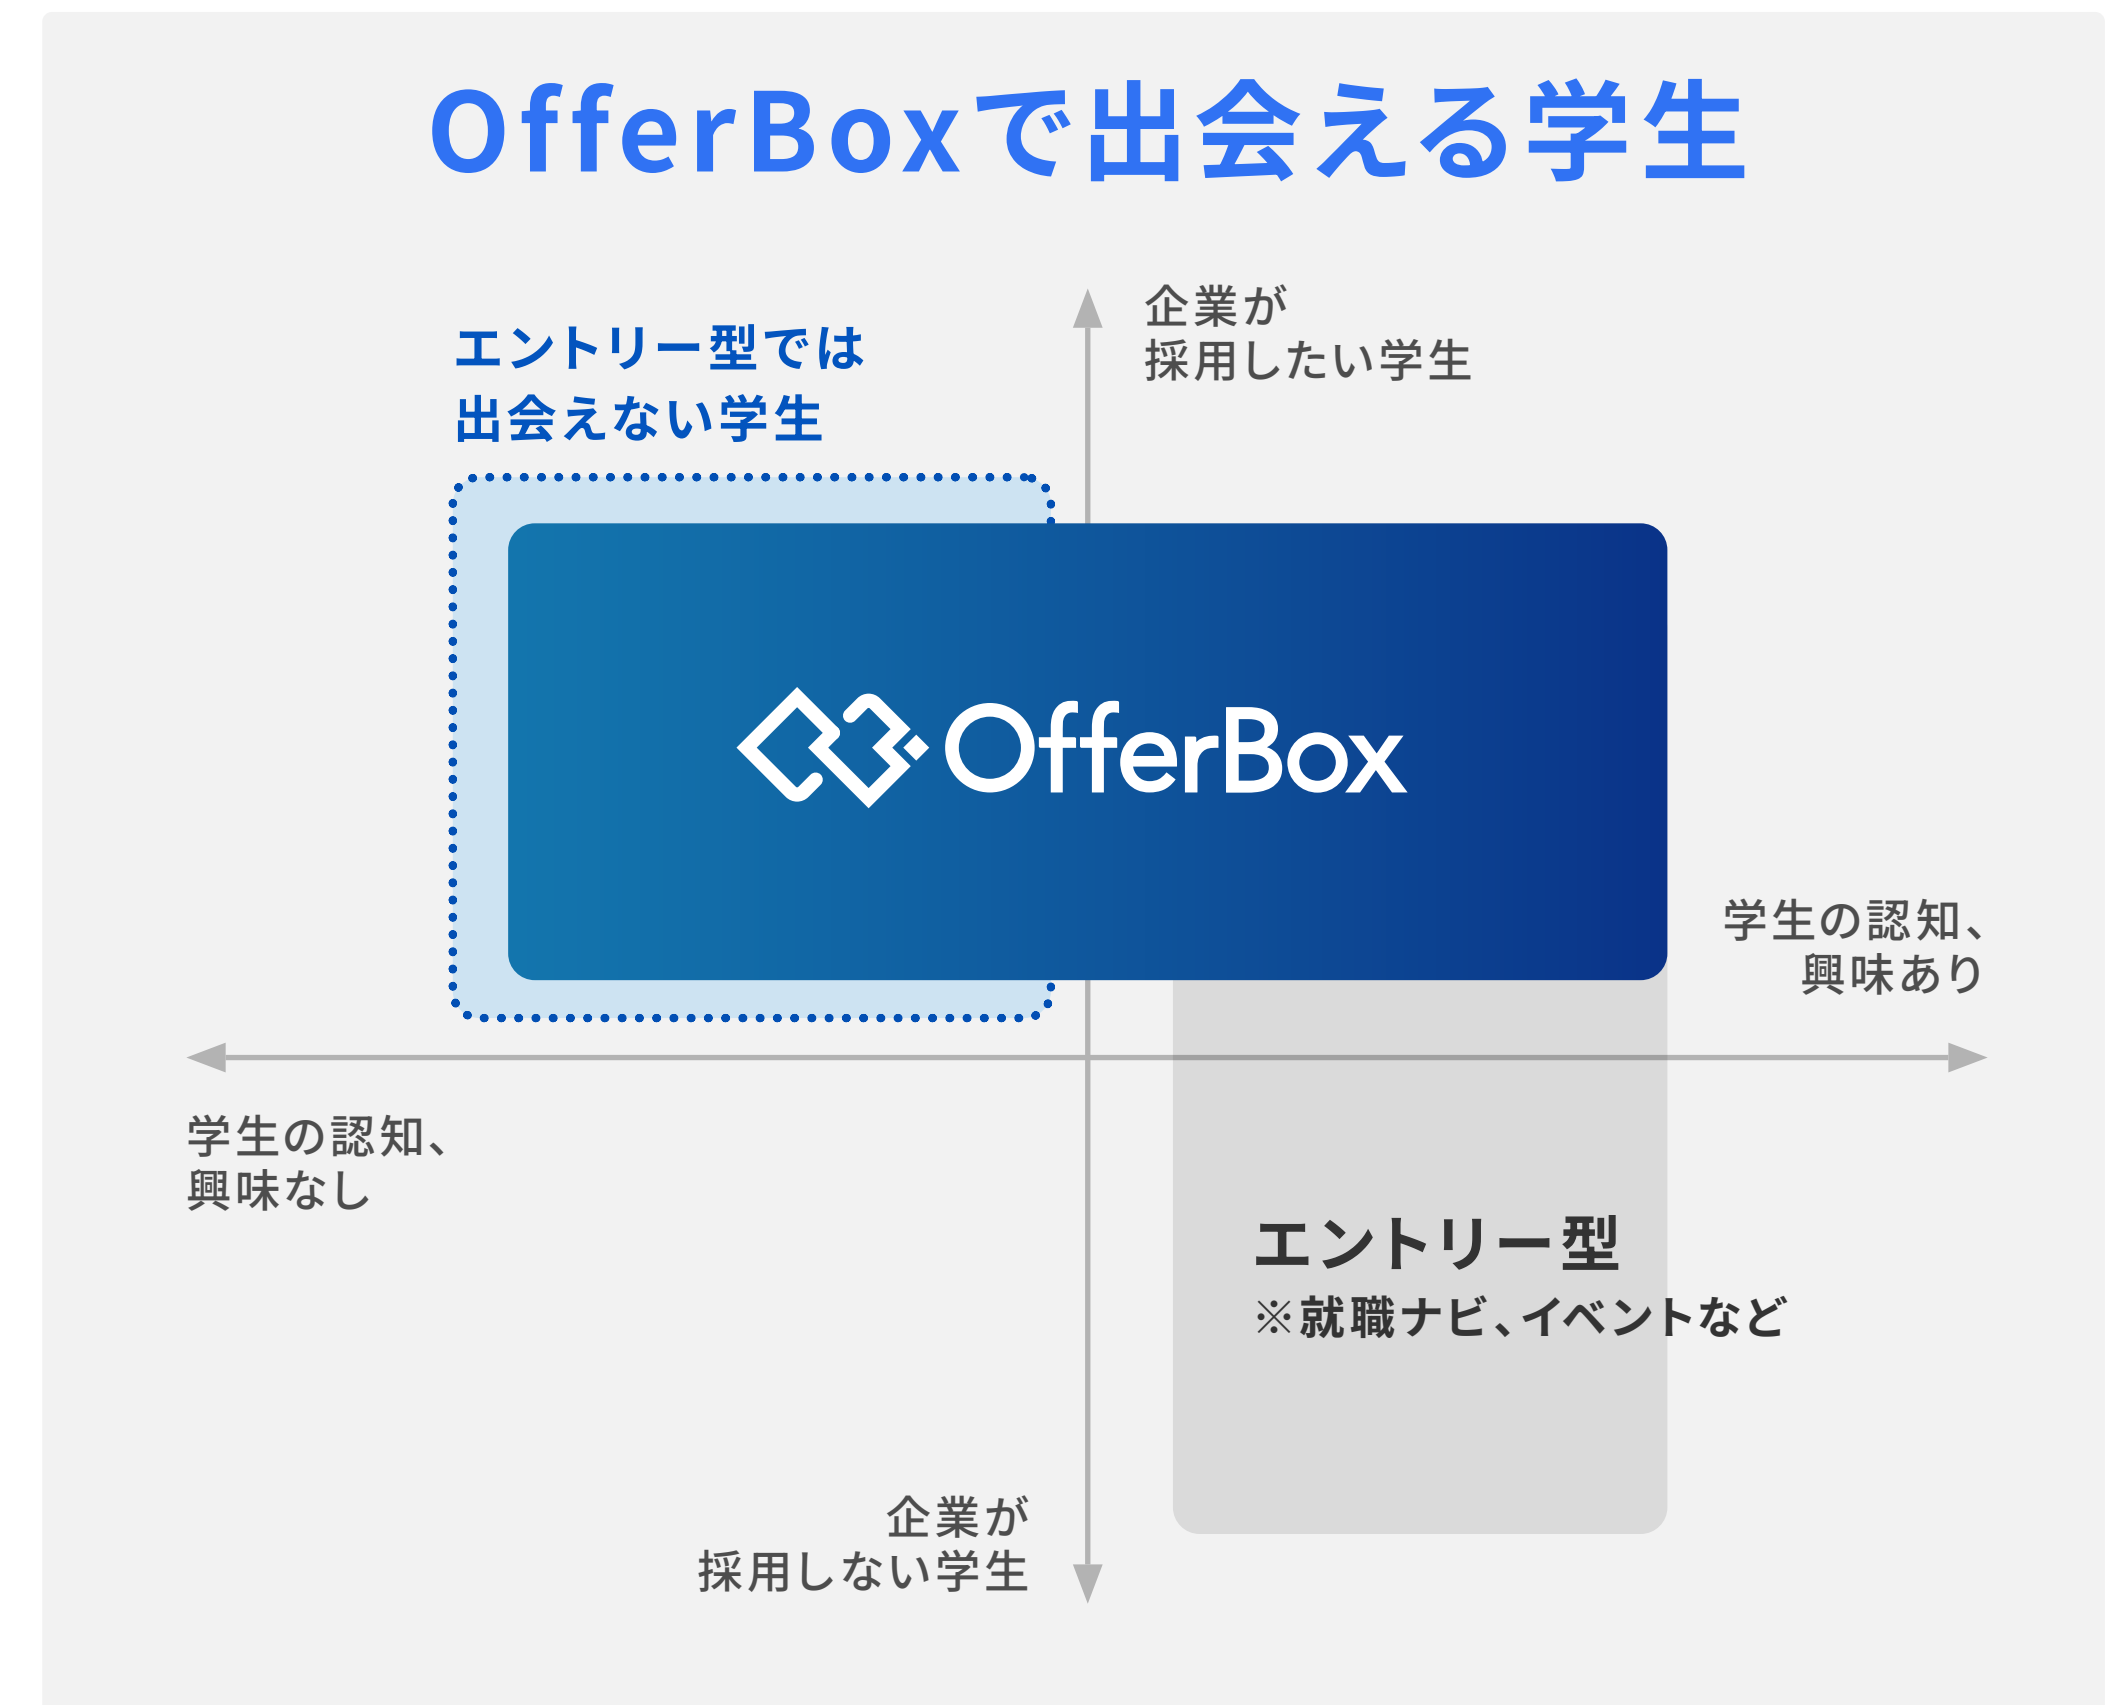 OfferBoxで出会える学生
企業が
採用したい学生
エントリー型では
出会えない学生
OfferBox
学生の認知、
興味あり
学生の認知、
興味なし
エントリー型
※就職ナビ、イベントなど
企業が
採用しない学生